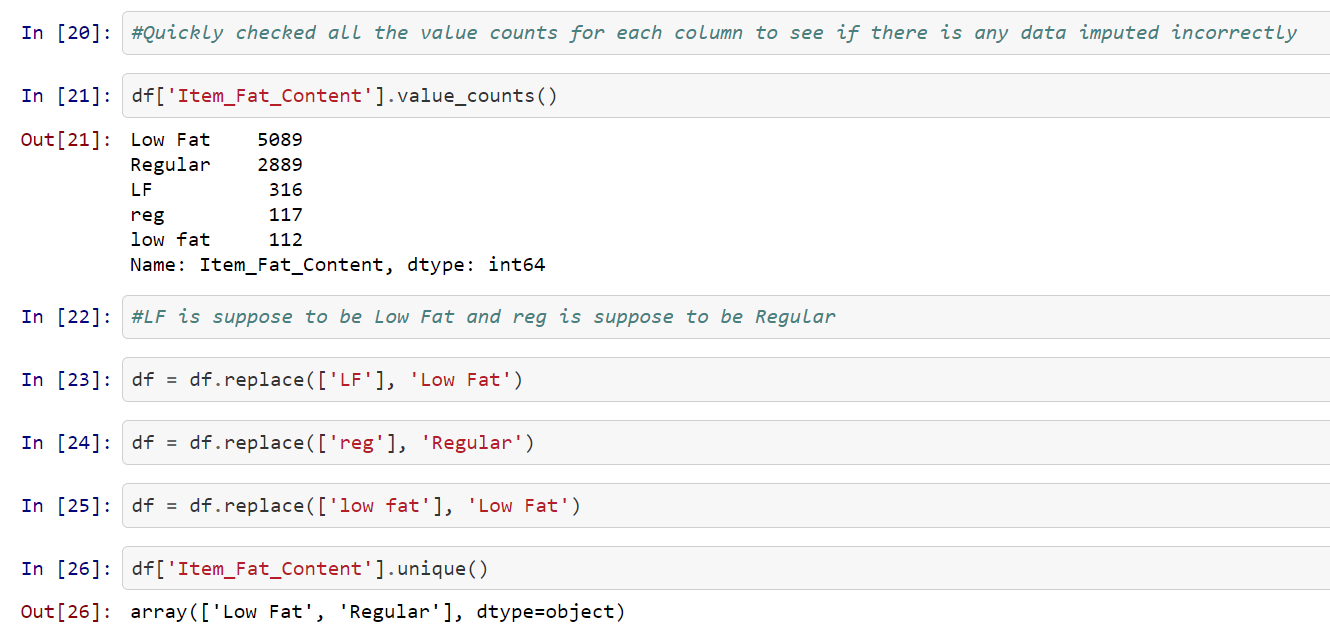 In [20]: #Quickly checked all the value counts for each column to see if there is any data imputed incorrectly
In [21]: df['Item_Fat_Content'].value_counts()
Out[21]: Low Fat    5089
Regular    2889
LF          316
reg         117
low fat     112
Name: Item_Fat_Content, dtype: int64
In [22]: #LF is suppose to be Low Fat and reg is suppose to be Regular
In [23]: df = df.replace(['LF'], 'Low Fat')
In [24]: df = df.replace(['reg'], 'Regular')
In [25]: df = df.replace(['low fat'], 'Low Fat')
In [26]: df['Item_Fat_Content'].unique()
Out[26]: array(['Low Fat', 'Regular'], dtype=object)